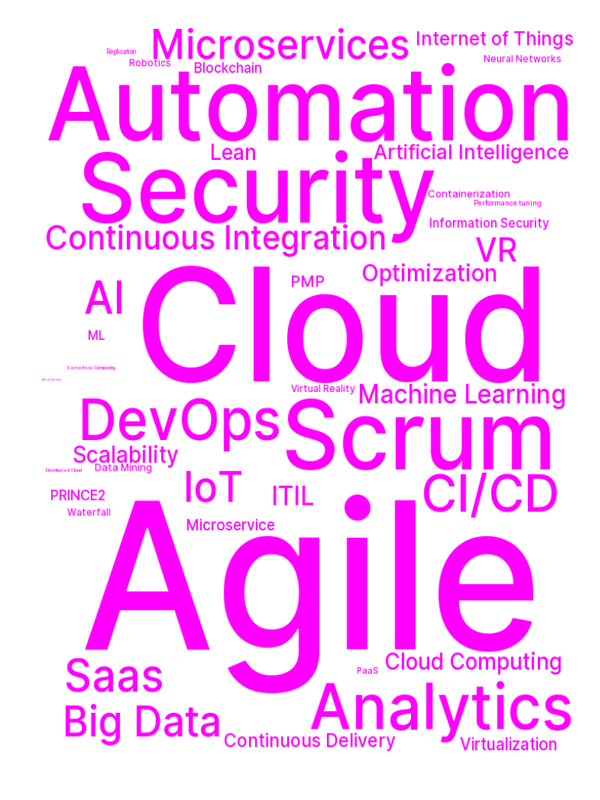 Microservices
Internet of Things
Replication
Robotics
Blockchain
Neural Networks
Automation
Lean
Artificial Intelligence
Security
Containerization
Performance tuning
Information Security
Continuous Integration
VR
Optimization
PMP
AI
Cloud
ML
Serverless Computing
Virtual Reality
Machine Learning
DevOps
Scrum
Scalability
Data Mining
Distributed Cloud
IoT
ITIL
CI/CD
PRINCE2
Waterfall
Microservice
Agile
Cloud Computing
PaaS
Saas
Analytics
Big Data
Continuous Delivery
Virtualization